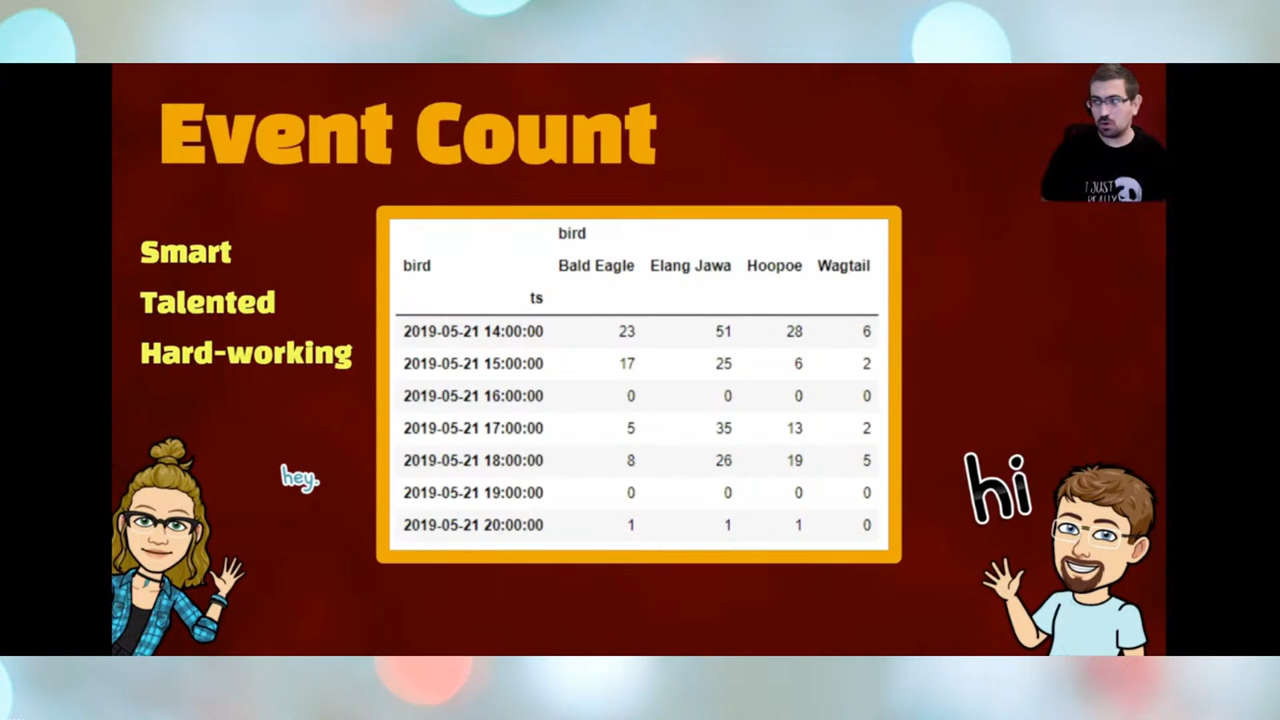 Event Count
Smart
Talented
Hard-working
bird
bird Bald Eagle Elang Jawa Hoopoe Wagtail
ts
2019-05-21 14:00:00 23 51 28 6
2019-05-21 15:00:00 17 25 6 2
2019-05-21 16:00:00 0 0 0 0
2019-05-21 17:00:00 5 35 13 2
2019-05-21 18:00:00 8 26 19 5
2019-05-21 19:00:00 0 0 0 0
2019-05-21 20:00:00 1 1 1 0
hey.
hi
I JUST
REALLY